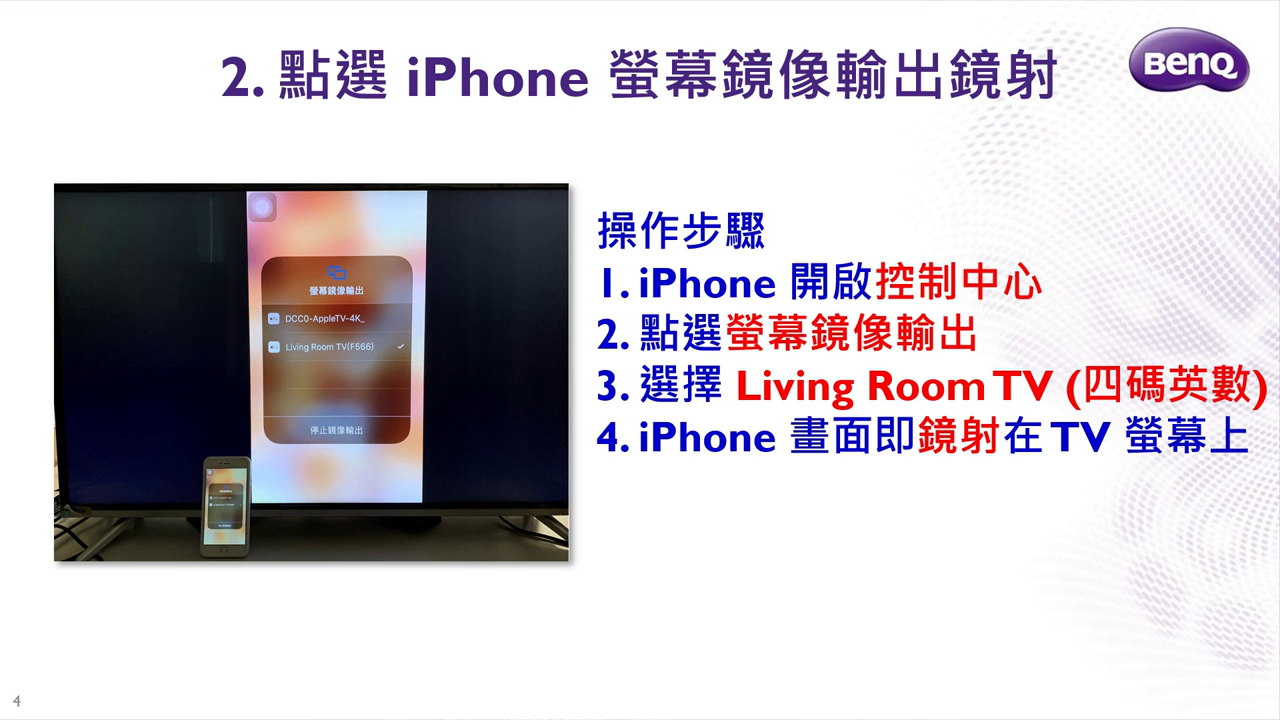 2. 點選 iPhone 螢幕鏡像輸出鏡射
BenQ
螢幕鏡像輸出
DCC0-AppleTV-4K_
Living Room TV(F566)
停止鏡像輸出
操作步驟
1. iPhone 開啟控制中心
2. 點選螢幕鏡像輸出
3. 選擇 Living Room TV (四碼英數)
4. iPhone 畫面即鏡射在 TV 螢幕上
4